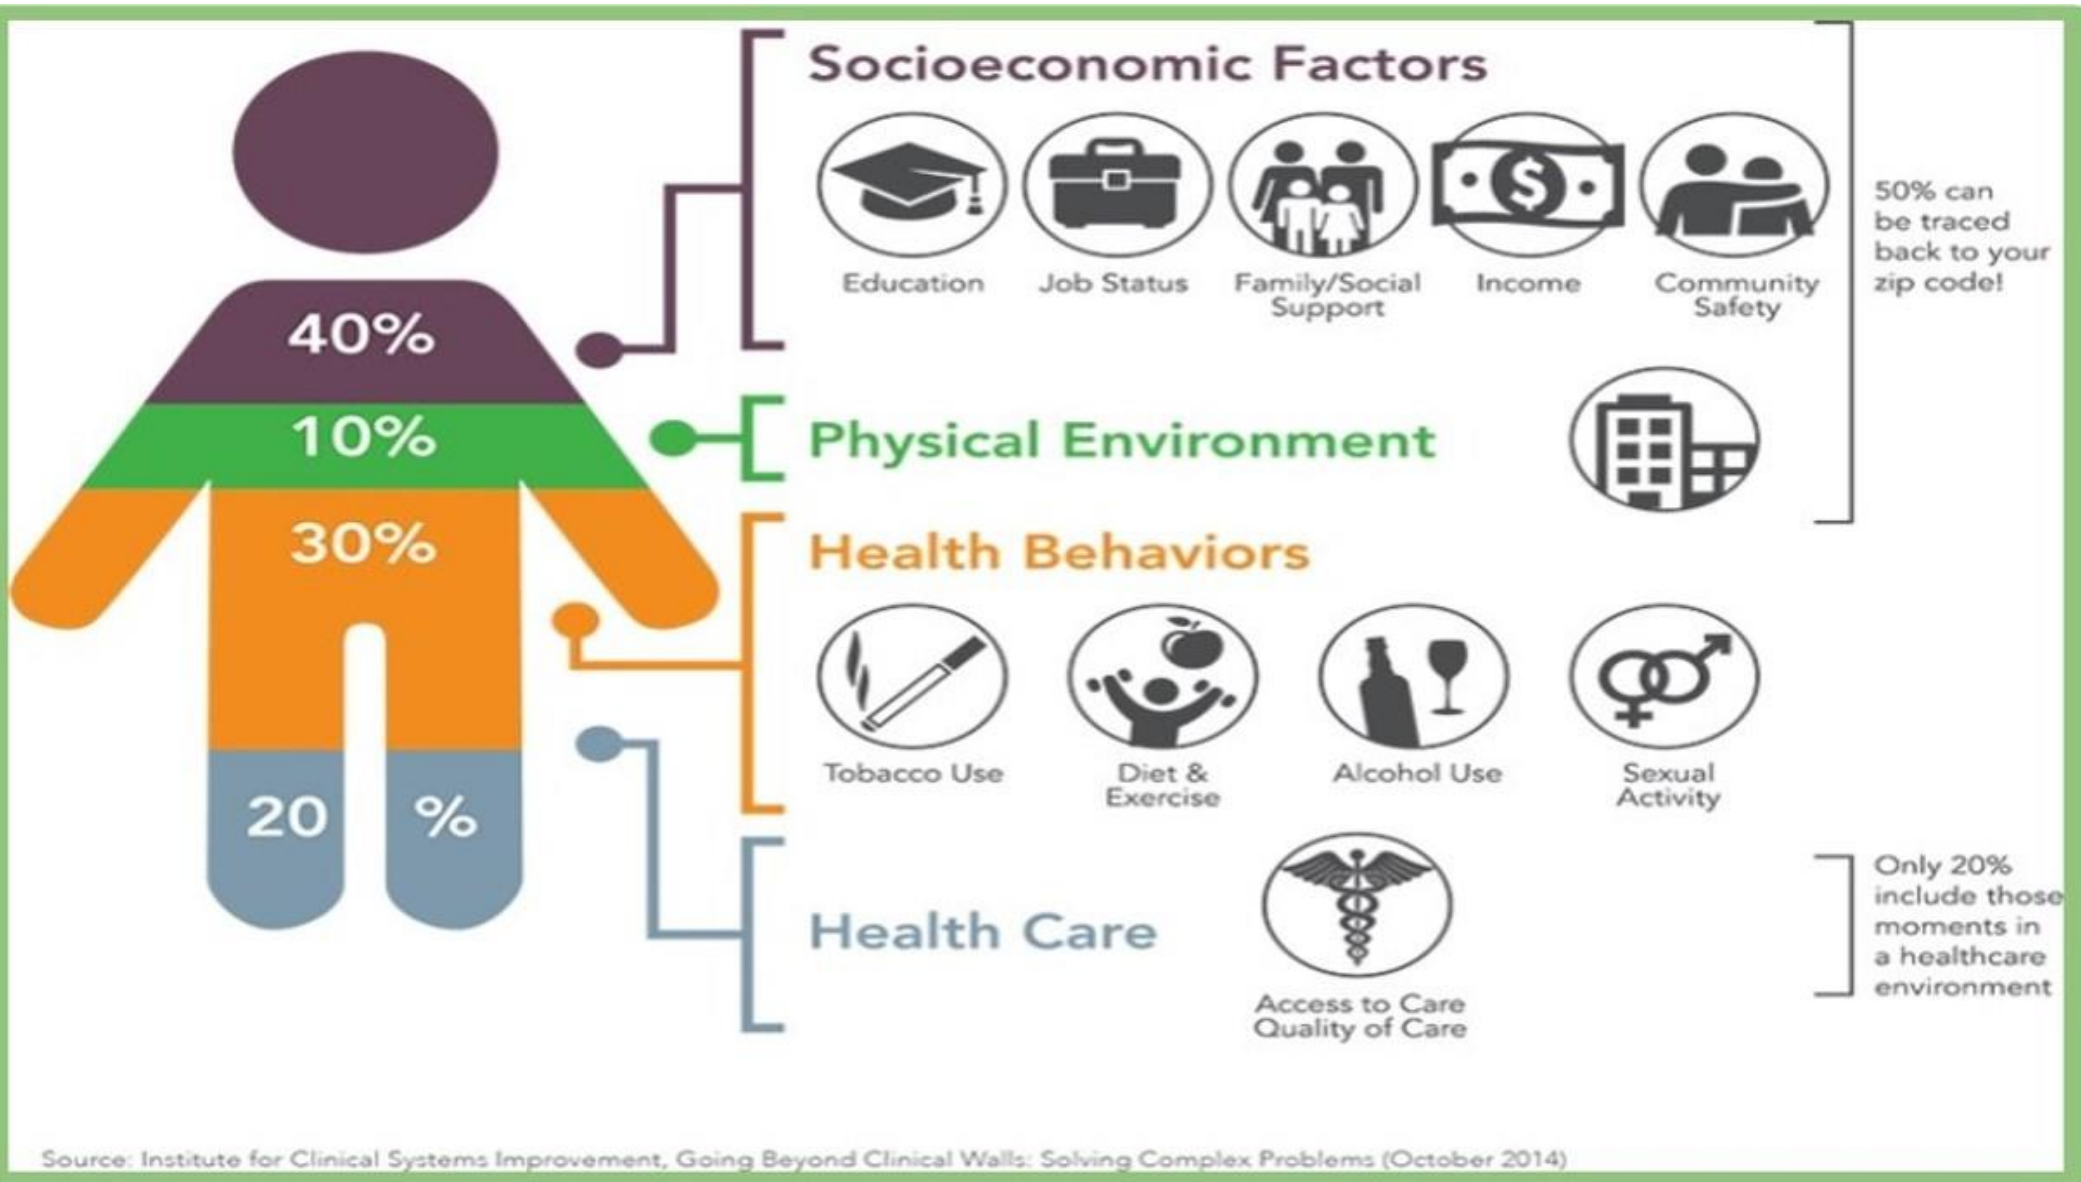 Socioeconomic Factors
Education
Job Status
Family/Social
Support
Income
Community
Safety
50% can
be traced
back to your
zip code!
40%
10%
Physical Environment
30%
Health Behaviors
Tobacco Use
Diet &
Exercise
Alcohol Use
Sexual
Activity
20 %
Health Care
Access to Care
Quality of Care
Only 20%
include those
moments in
a healthcare
environment
Source: Institute for Clinical Systems Improvement, Going Beyond Clinical Walls: Solving Complex Problems (October 2014)